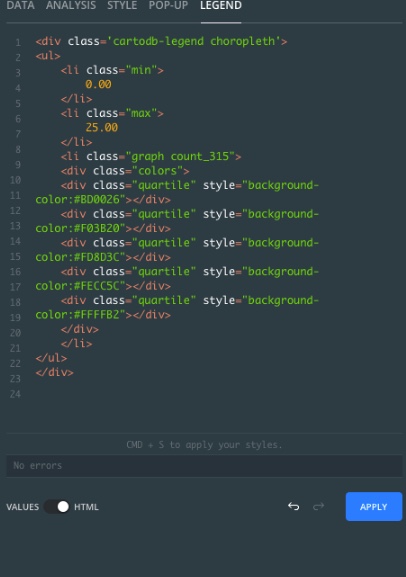 DATA ANALYSIS STYLE POP-UP LEGEND
1 <div class='cartodb-legend choropleth'>
2 <ul>
3 <li class="min">
4 0.00
5 </li>
6 <li class="max">
7 25.00
8 </li>
9 <li class="graph count_315">
10 <div class="colors">
11 <div class="quartile" style="background-
12 color:#BD0026"></div>
13 <div class="quartile" style="background-
14 color:#F03B20"></div>
15 <div class="quartile" style="background-
16 color:#FD8D3C"></div>
17 <div class="quartile" style="background-
18 color:#FECC5C"></div>
19 <div class="quartile" style="background-
20 color:#FFFFB2"></div>
21 </div>
22 </li>
23 </ul>
24 </div>
CMD + S to apply your styles.
No errors
VALUES HTML APPLY